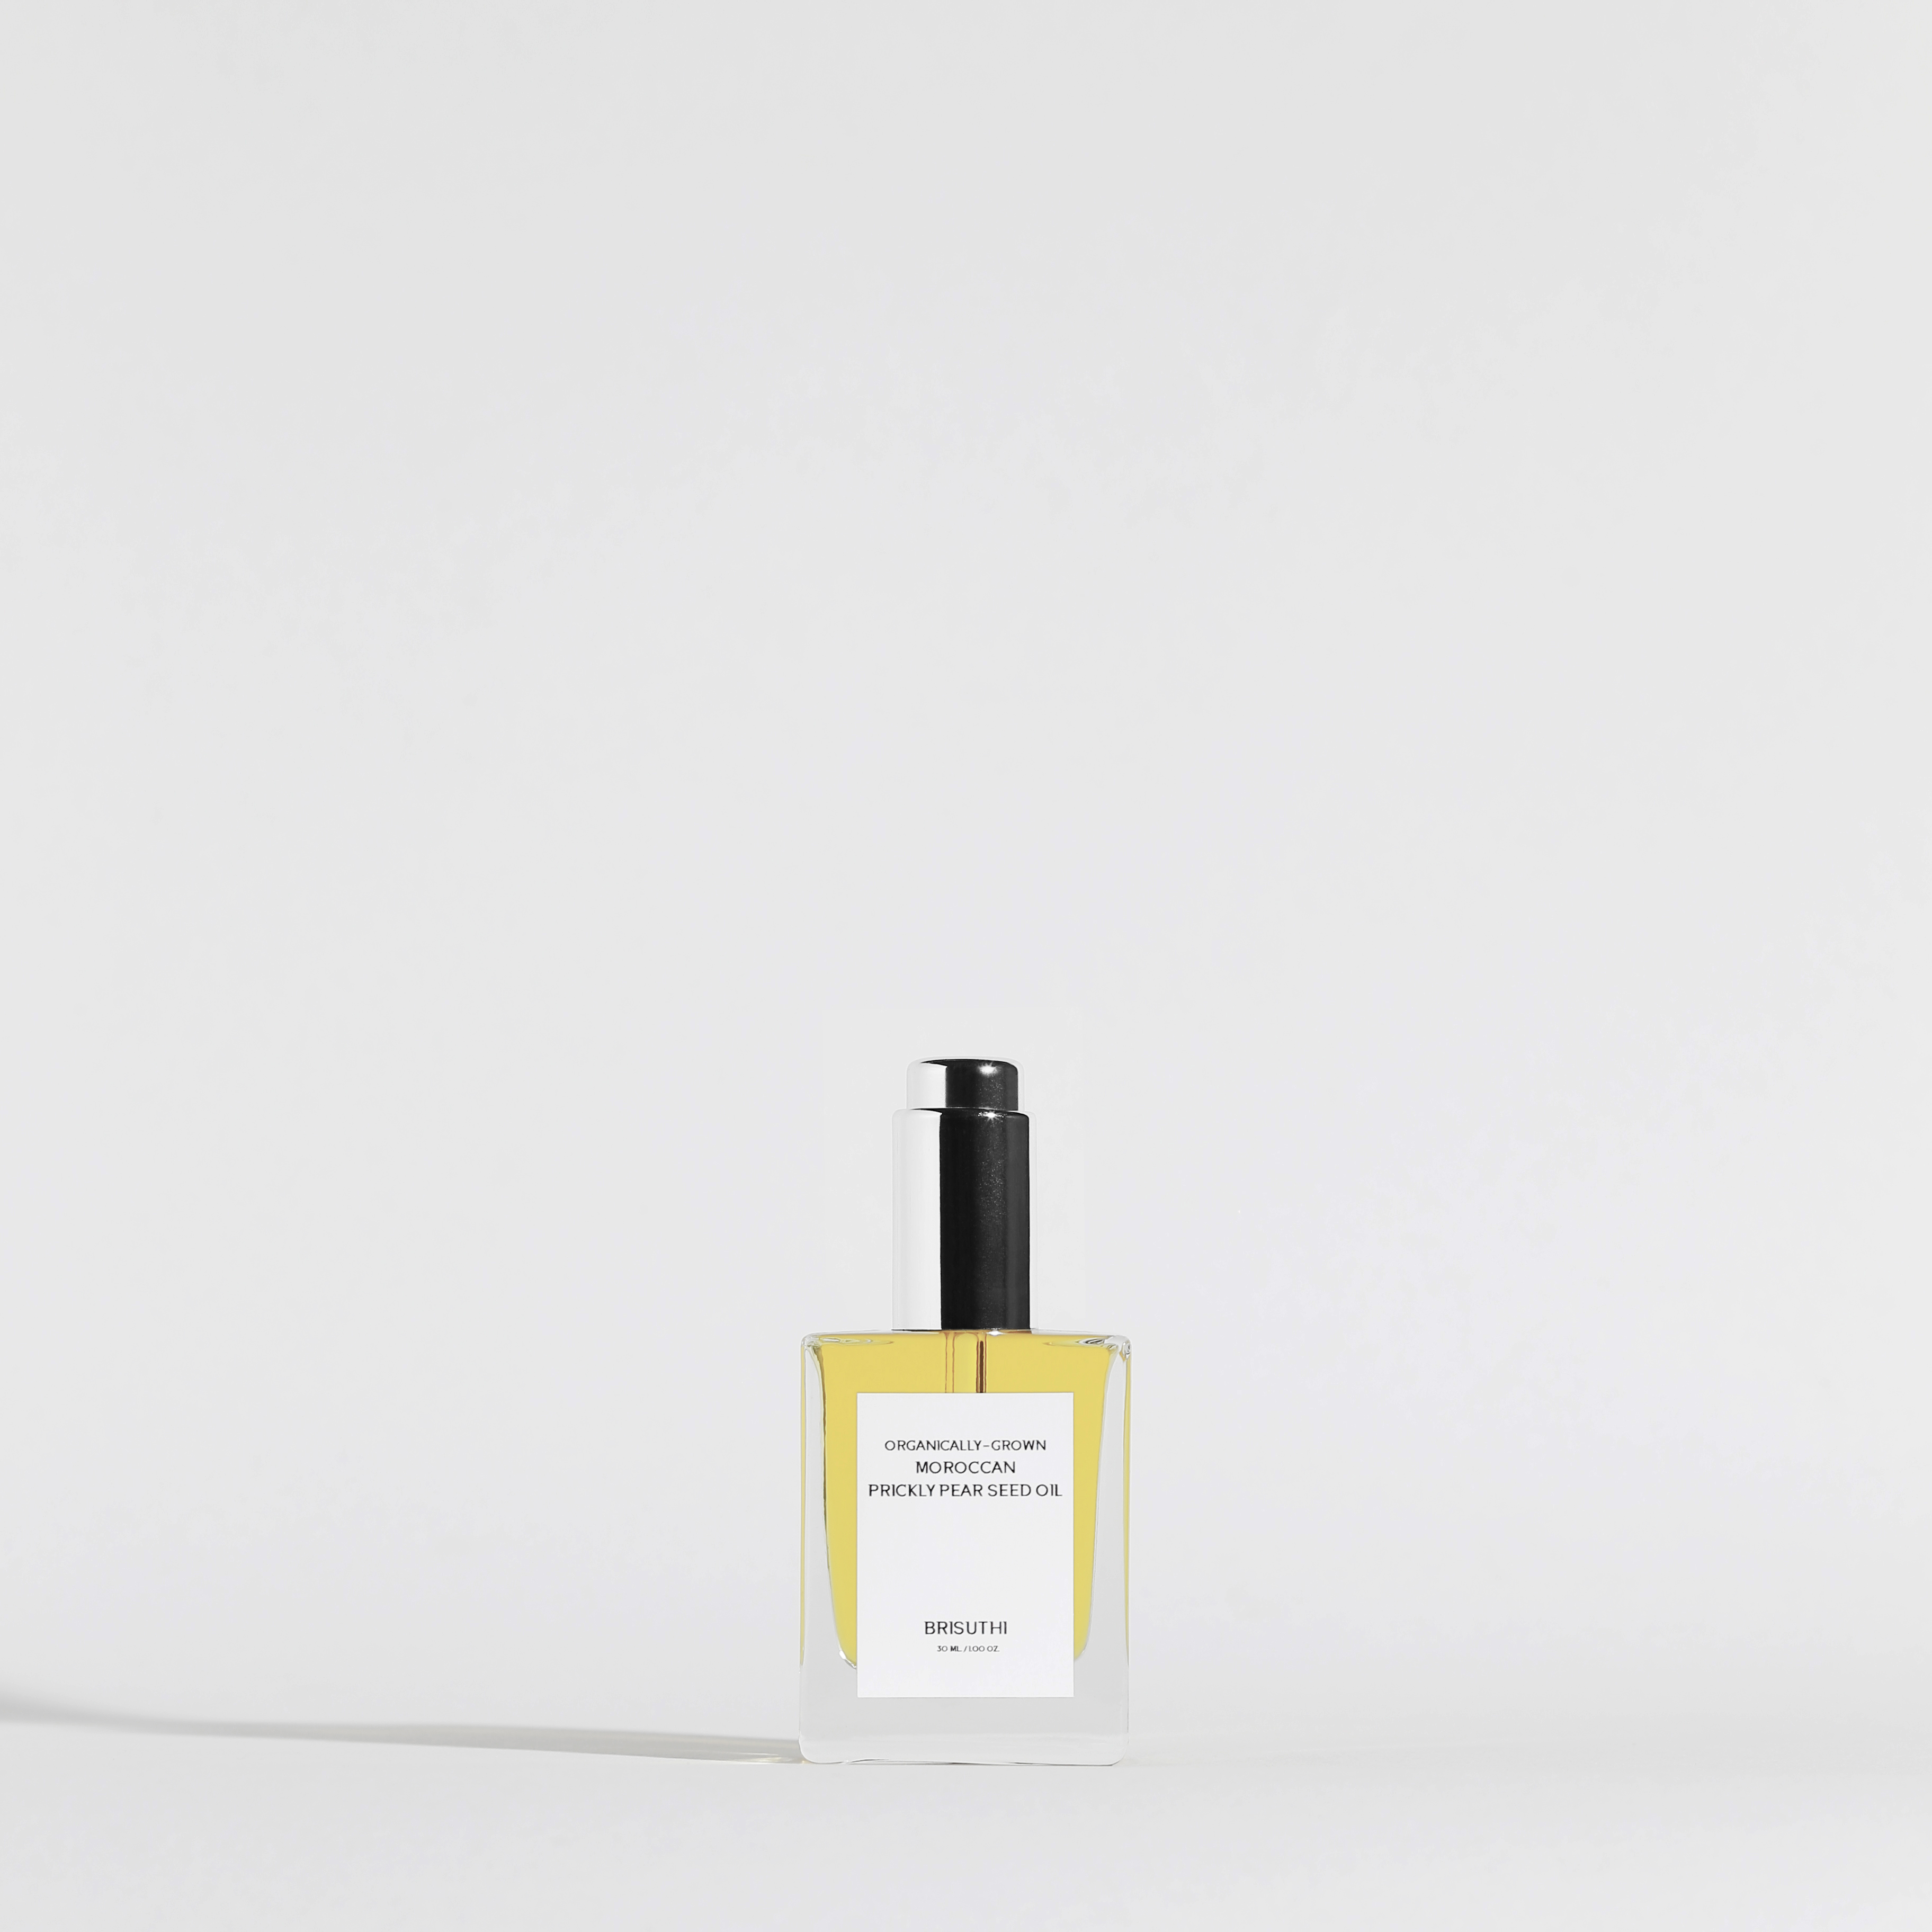 ORGANICALLY-GROWN
MOROCCAN
PRICKLY PEAR SEED OIL
BRISUTHI
30 ML. / 1.00 OZ.